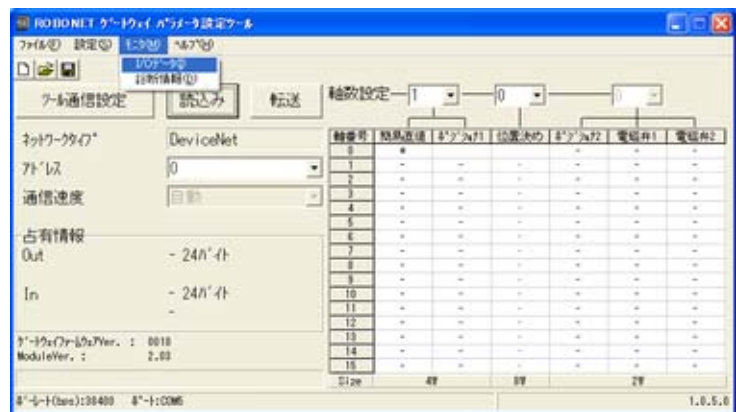 ROBONET ゲートウェイ パラメータ設定ツール
ファイル(F) 設定(S) モニタ(M) ヘルプ(H)
I/Oデータ(I)
診断情報(D)
ツール通信設定 読込み 転送 軸数設定 1 0 0
ネットワークタイプ DeviceNet
アドレス 0
通信速度 自動
占有情報
Out - 24バイト
In - 24バイト
-
ゲートウェイファームウェアVer. : 0010
ModuleVer. : 2.03
軸番号 簡易直値 ポジショナ1 位置決め ポジショナ2 電磁弁1 電磁弁2
0 * - - -
1 - - - - - -
2 - - - - - -
3 - - - - - -
4 - - - - - -
5 - - - - - -
6 - - - - - -
7 - - - - - -
8 - - - - - -
9 - - - - - -
10 - - - - - -
11 - - - - - -
12 - - - - - -
13 - - - - - -
14 - - - - - -
15 - - - - - -
Size 4W 8W 2W
ボーレート(bps):38400 ポート:COM6 1.0.5.0